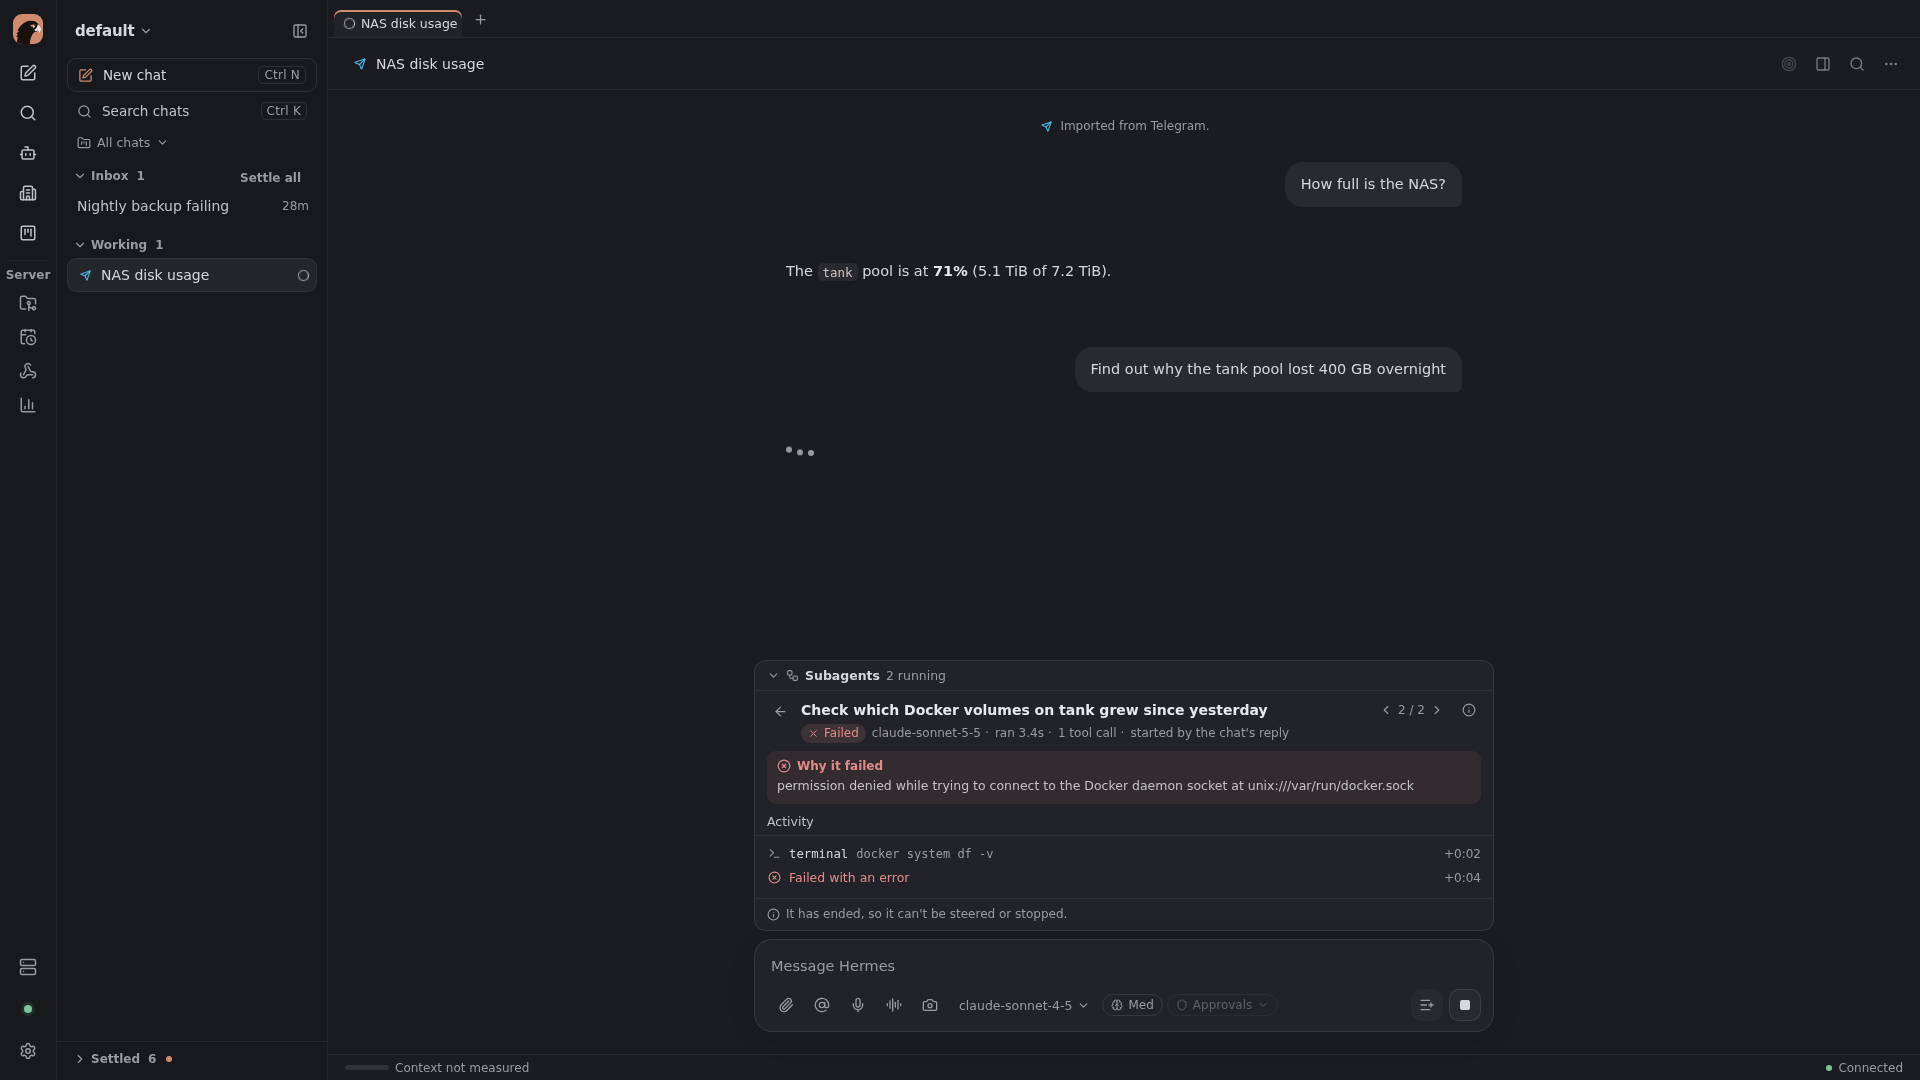 default
NAS disk usage
NAS disk usage
New chat
Ctrl N
Search chats
Ctrl K
All chats
Inbox 1
Settle all
Nightly backup failing
28m
Working 1
NAS disk usage
Server
Settled 6
Imported from Telegram.
How full is the NAS?
The tank pool is at 71% (5.1 TiB of 7.2 TiB).
Find out why the tank pool lost 400 GB overnight
Subagents 2 running
Check which Docker volumes on tank grew since yesterday
2 / 2
Failed claude-sonnet-5-5 · ran 3.4s · 1 tool call · started by the chat's reply
Why it failed
permission denied while trying to connect to the Docker daemon socket at unix:///var/run/docker.sock
Activity
terminal docker system df -v +0:02
Failed with an error +0:04
It has ended, so it can't be steered or stopped.
Message Hermes
claude-sonnet-4-5
Med
Approvals
Context not measured
Connected